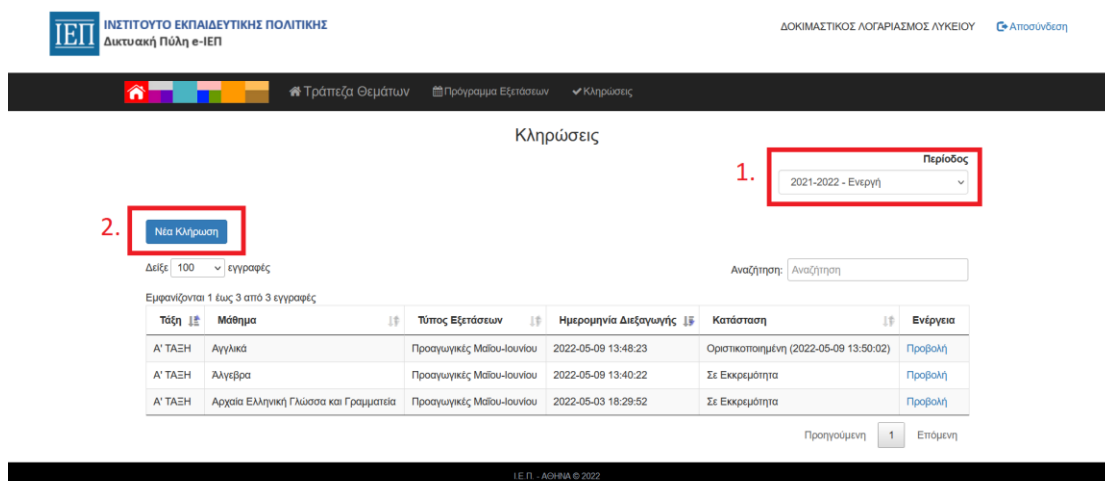 ΙΕΠ
ΙΝΣΤΙΤΟΥΤΟ ΕΚΠΑΙΔΕΥΤΙΚΗΣ ΠΟΛΙΤΙΚΗΣ
Δικτυακή Πύλη e-ΙΕΠ
ΔΟΚΙΜΑΣΤΙΚΟΣ ΛΟΓΑΡΙΑΣΜΟΣ ΛΥΚΕΙΟΥ Αποσύνδεση
Τράπεζα Θεμάτων Πρόγραμμα Εξετάσεων Κληρώσεις
Κληρώσεις
1.
Περίοδος
2021-2022 - Ενεργή
2.
Νέα Κλήρωση
Δείξε 100 εγγραφές
Αναζήτηση: Αναζήτηση
Εμφανίζονται 1 έως 3 από 3 εγγραφές
Τάξη Μάθημα Τύπος Εξετάσεων Ημερομηνία Διεξαγωγής Κατάσταση Ενέργεια
Α' ΤΑΞΗ Αγγλικά Προαγωγικές Μαΐου-Ιουνίου 2022-05-09 13:48:23 Οριστικοποιημένη (2022-05-09 13:50:02) Προβολή
Α' ΤΑΞΗ Άλγεβρα Προαγωγικές Μαΐου-Ιουνίου 2022-05-09 13:40:22 Σε Εκκρεμότητα Προβολή
Α' ΤΑΞΗ Αρχαία Ελληνική Γλώσσα και Γραμματεία Προαγωγικές Μαΐου-Ιουνίου 2022-05-03 18:29:52 Σε Εκκρεμότητα Προβολή
Προηγούμενη 1 Επόμενη
Ι.Ε.Π. - ΑΘΗΝΑ © 2022